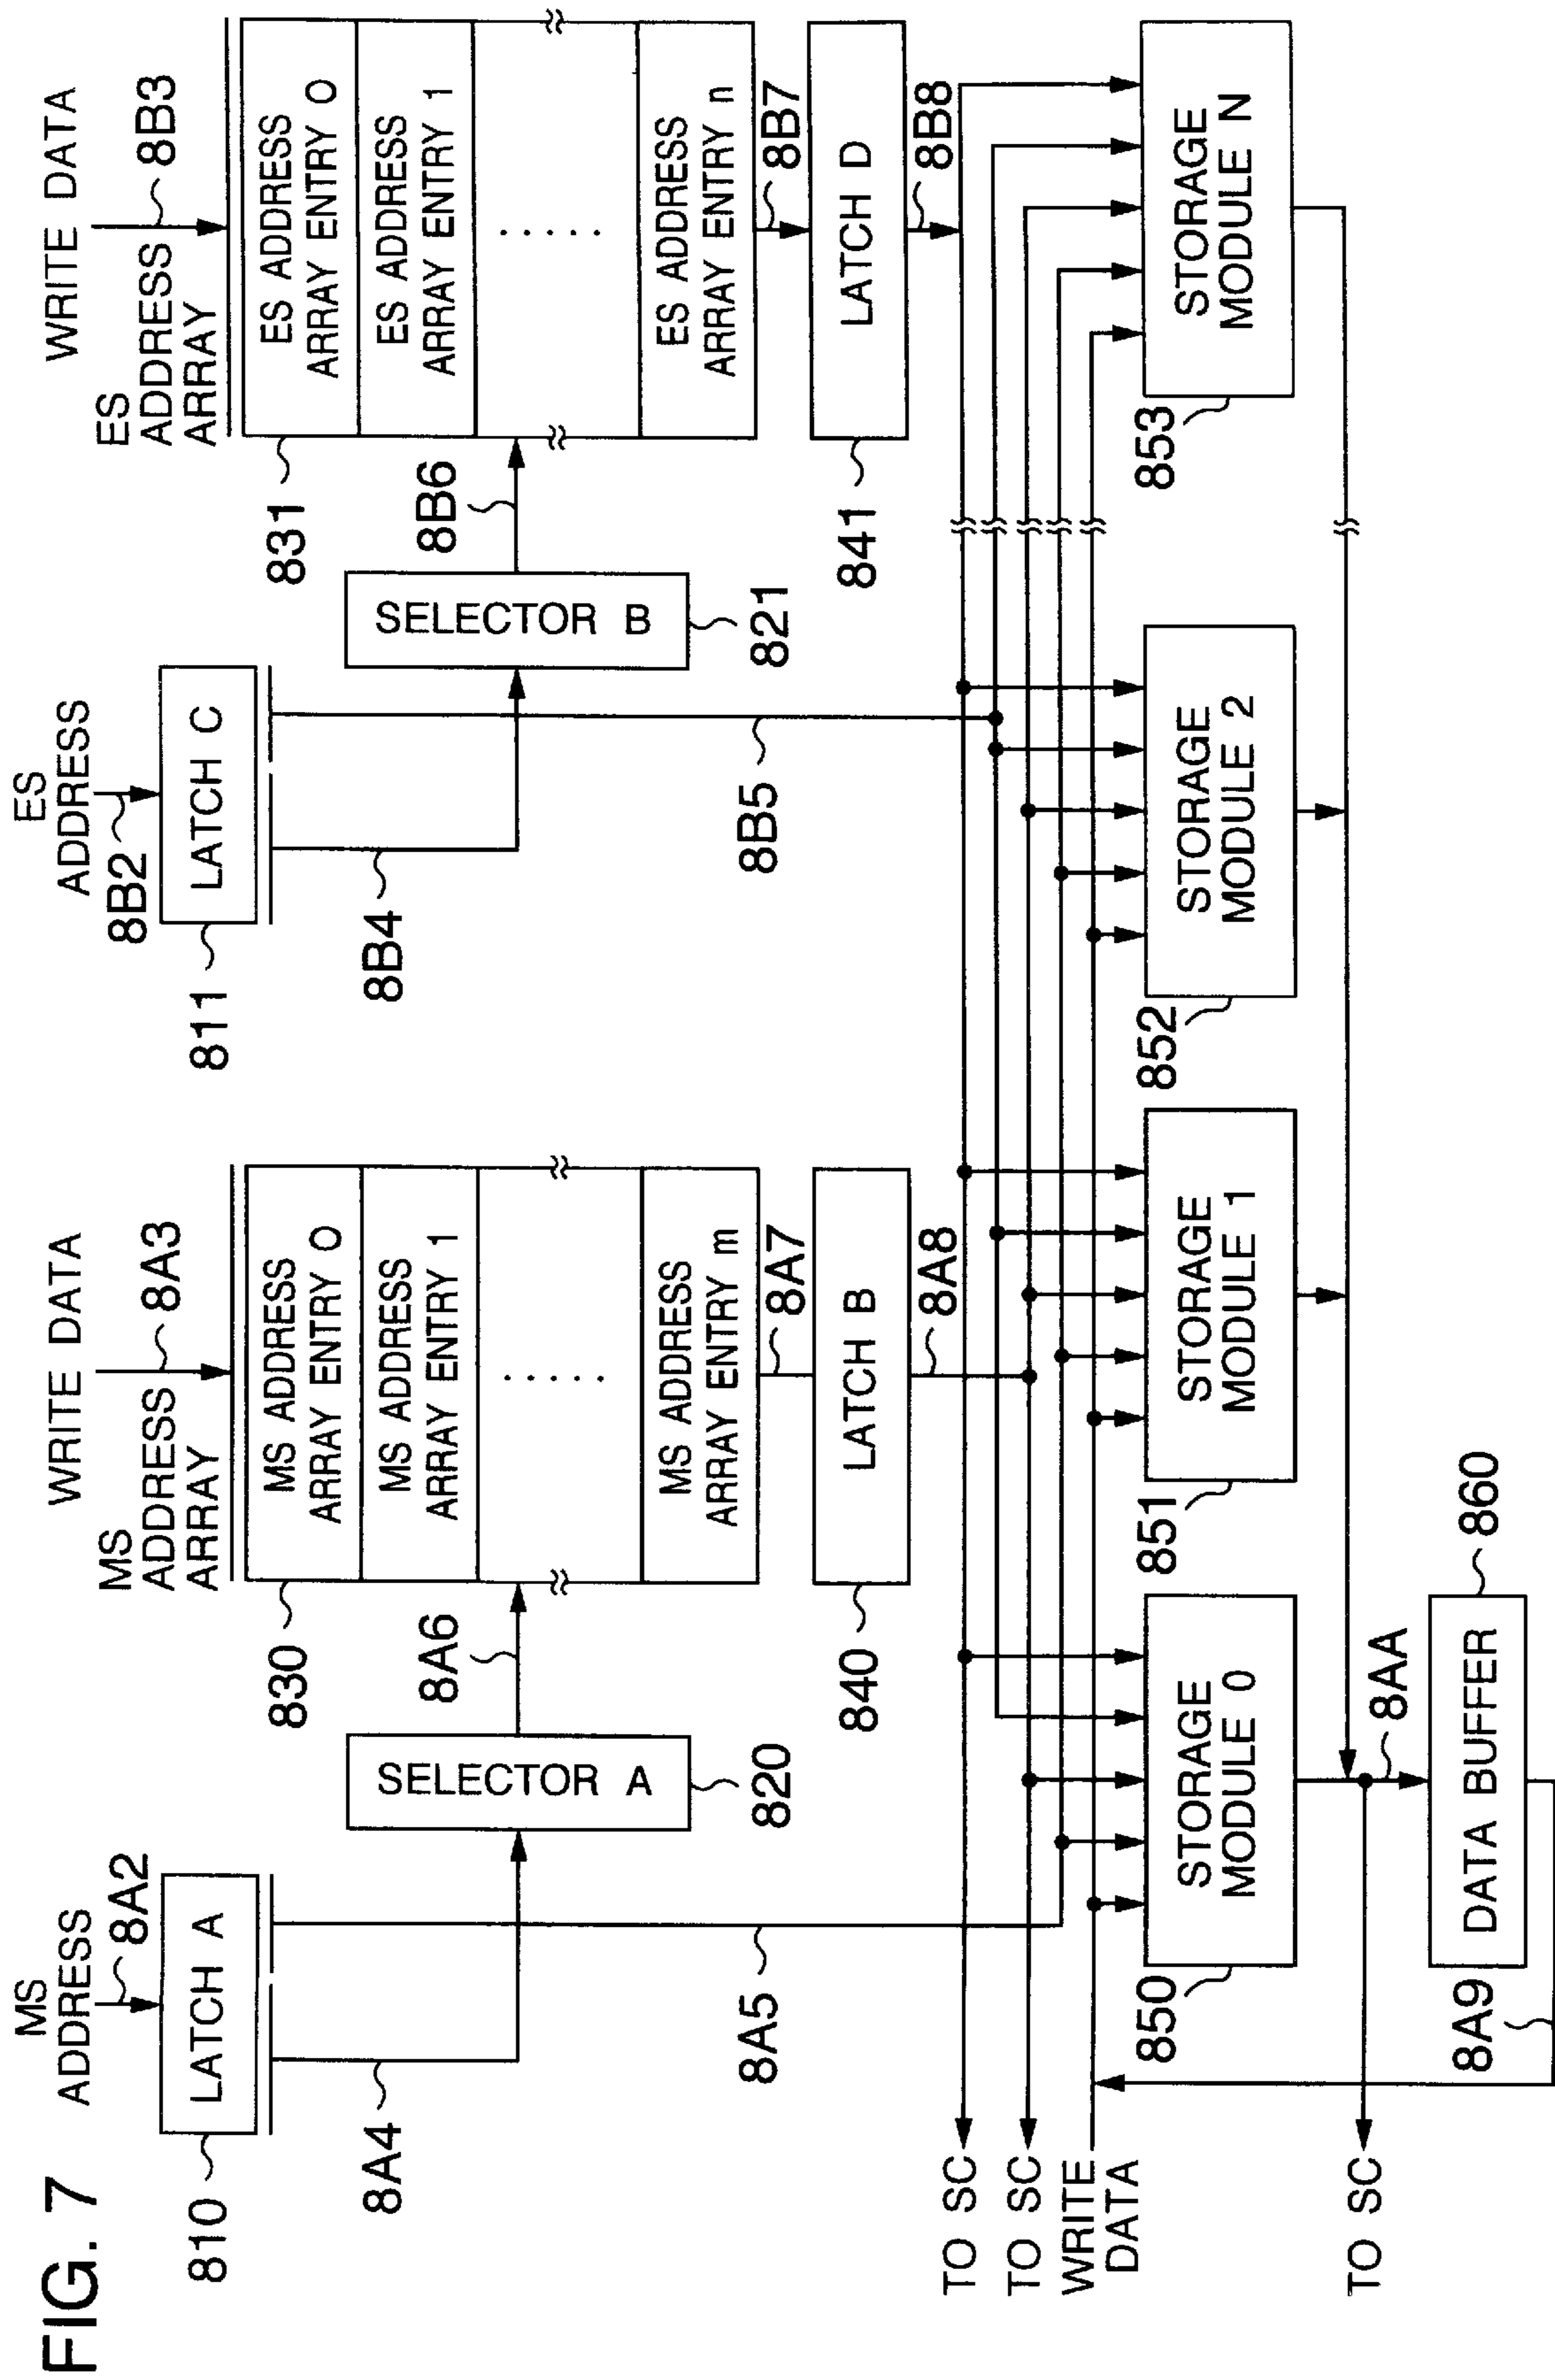 FIG. 7
MS
ADDRESS
8A2
810
LATCH A
8A4
8A5
SELECTOR A
820
8A6
WRITE DATA
8A3
MS
ADDRESS
ARRAY
830
MS ADDRESS
ARRAY ENTRY 0
MS ADDRESS
ARRAY ENTRY 1
.....
MS ADDRESS
ARRAY ENTRY m
8A7
840
LATCH B
8A8
ES
ADDRESS
8B2
811
LATCH C
8B4
8B5
SELECTOR B
821
8B6
WRITE DATA
8B3
ES
ADDRESS
ARRAY
831
ES ADDRESS
ARRAY ENTRY 0
ES ADDRESS
ARRAY ENTRY 1
.....
ES ADDRESS
ARRAY ENTRY n
8B7
841
LATCH D
8B8
TO SC
TO SC
WRITE
DATA
TO SC
850
STORAGE
MODULE 0
851
STORAGE
MODULE 1
852
STORAGE
MODULE 2
853
STORAGE
MODULE N
8AA
8A9
DATA BUFFER
860